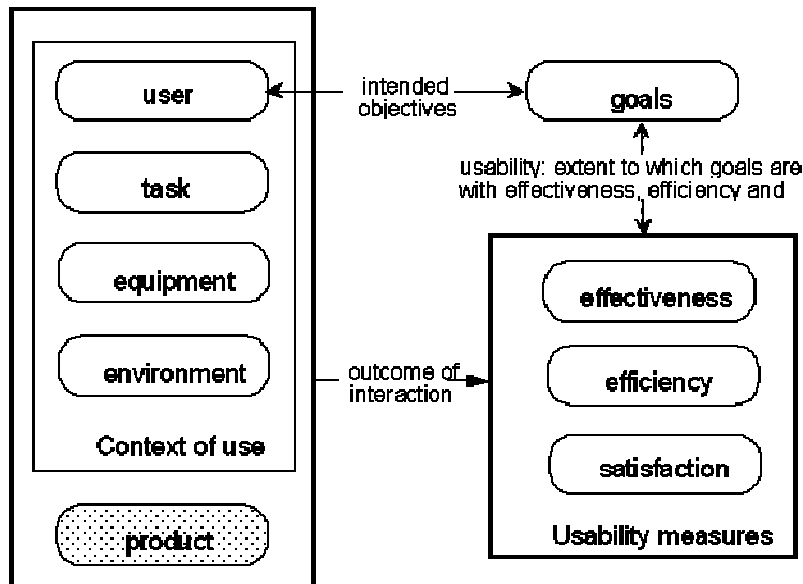 user
task
equipment
environment
Context of use
product
intended
objectives
goals
usability: extent to which goals are
with effectiveness, efficiency and
outcome of
interaction
effectiveness
efficiency
satisfaction
Usability measures